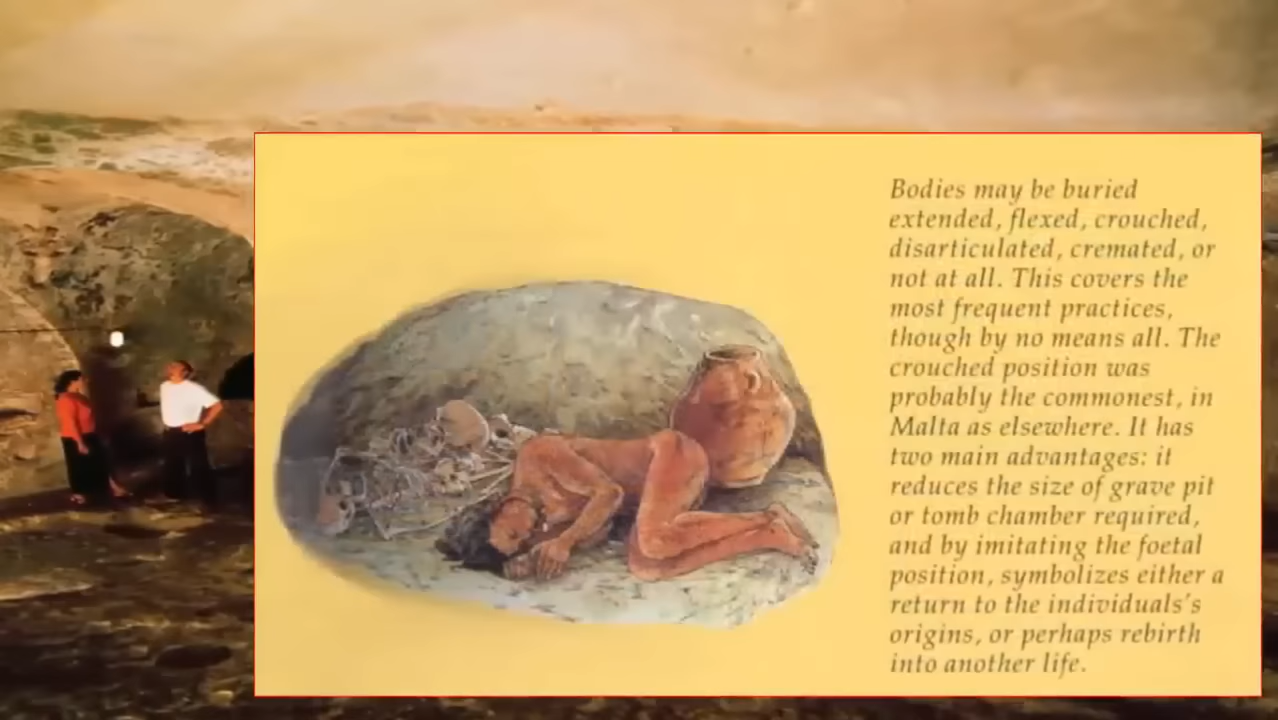 Bodies may be buried
extended, flexed, crouched,
disarticulated, cremated, or
not at all. This covers the
most frequent practices,
though by no means all. The
crouched position was
probably the commonest, in
Malta as elsewhere. It has
two main advantages: it
reduces the size of grave pit
or tomb chamber required,
and by imitating the foetal
position, symbolizes either a
return to the individuals's
origins, or perhaps rebirth
into another life.